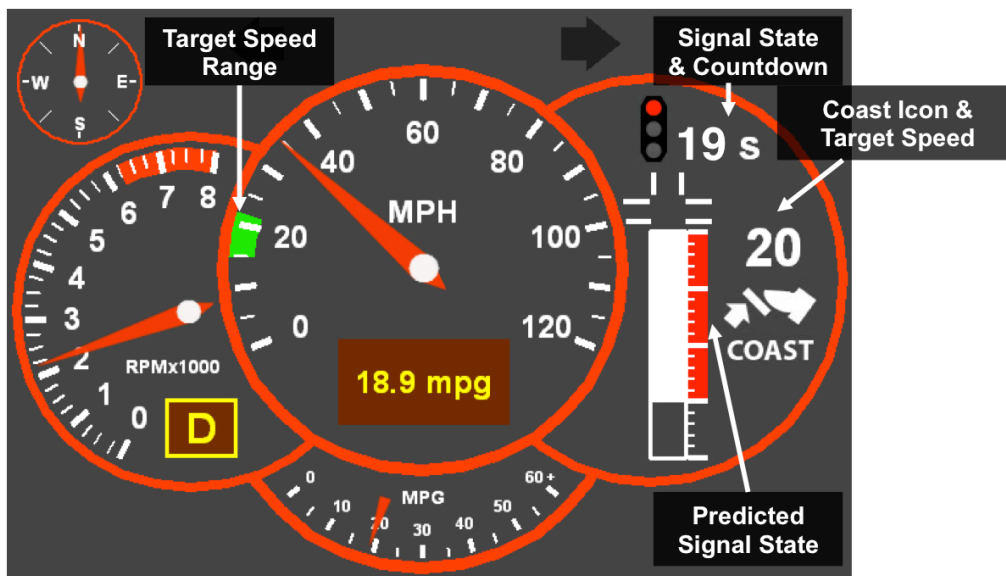 Target Speed
Range
Signal State
& Countdown
Coast Icon &
Target Speed
N
W
E
S
19 s
20
COAST
0
20
40
60
80
100
120
MPH
18.9 mpg
0
1
2
3
4
5
6
7
8
RPMx1000
D
0
10
20
30
40
50
60+
MPG
Predicted
Signal State